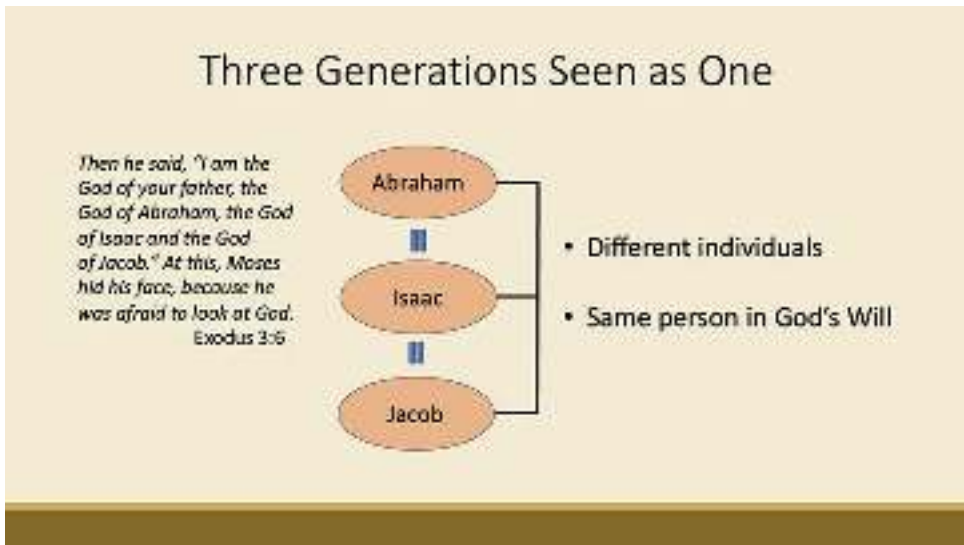 Three Generations Seen as One
Then he said, "I am the
God of your father, the
God of Abraham, the God
of Isaac and the God
of Jacob." At this, Moses
hid his face, because he
was afraid to look at God.
Exodus 3:6
Abraham
Isaac
Jacob
• Different individuals
• Same person in God's Will